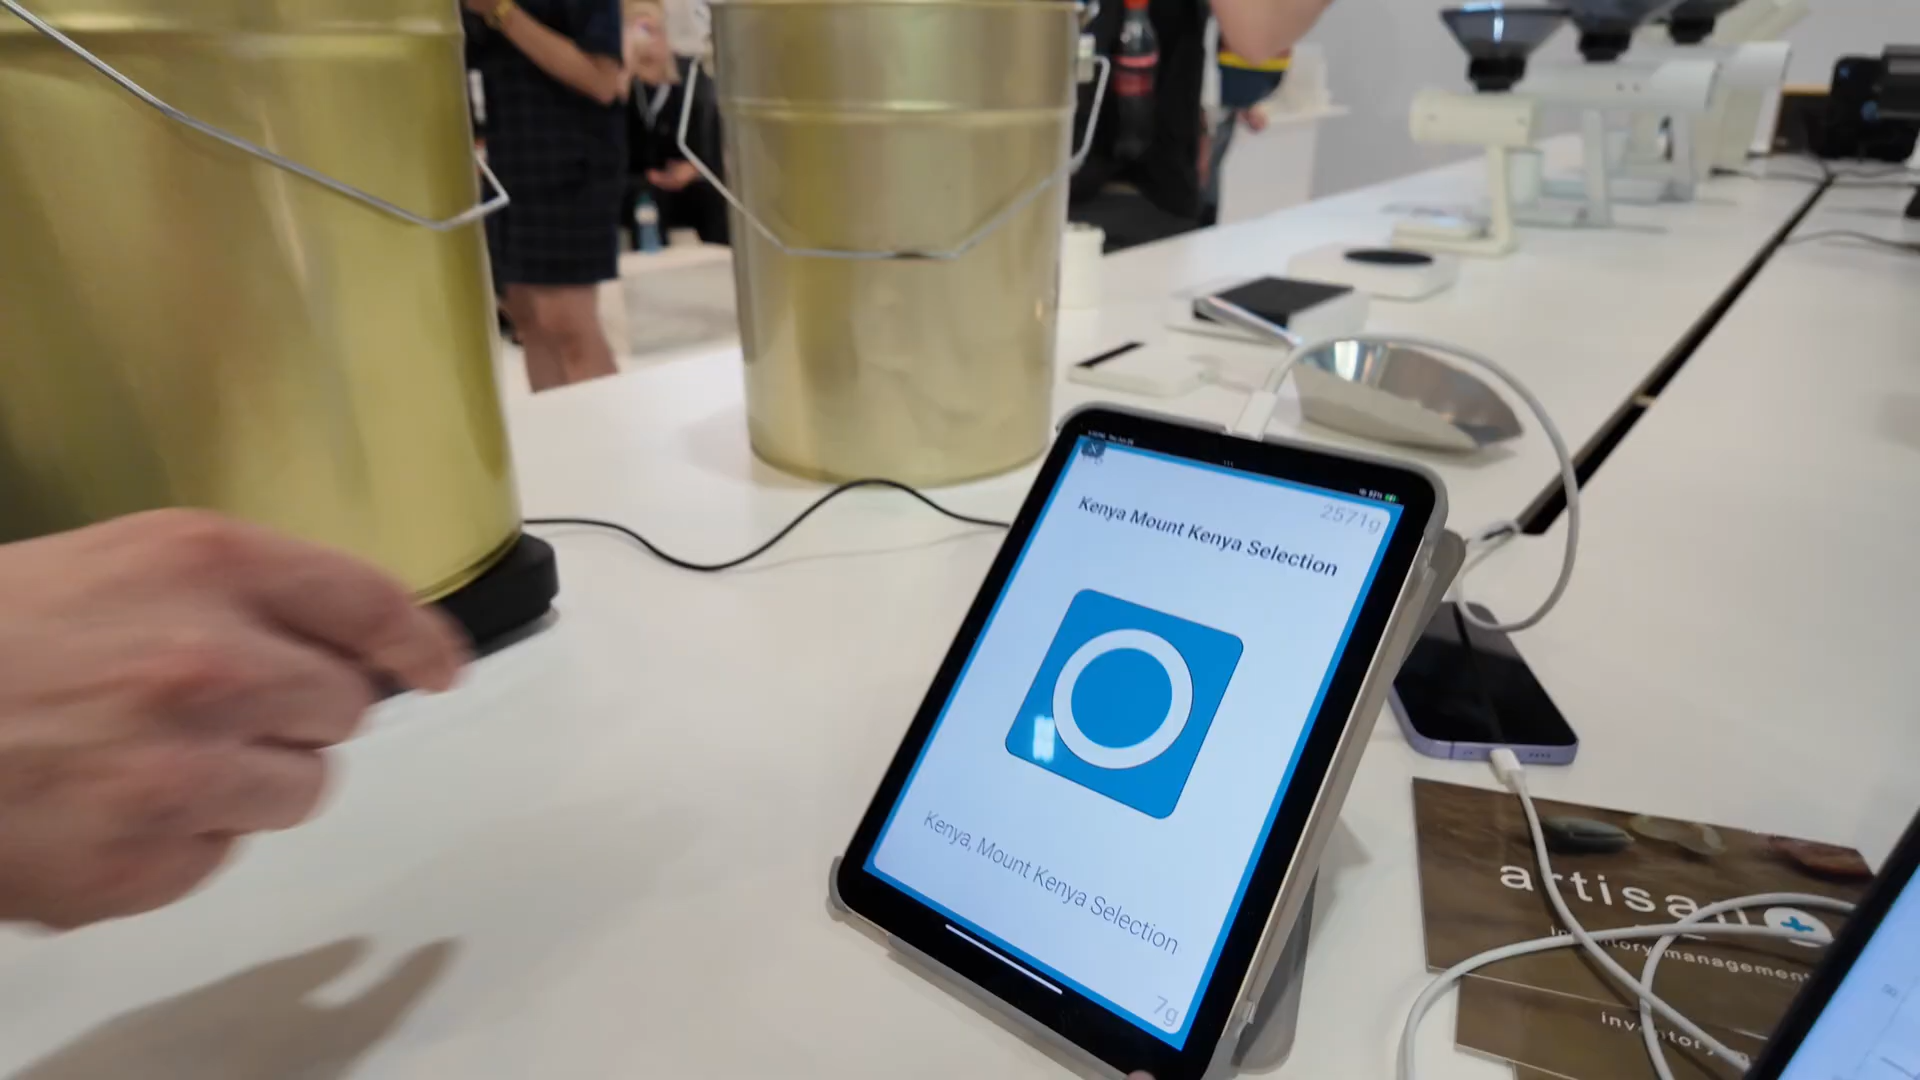 2571g
Kenya Mount Kenya Selection
Kenya, Mount Kenya Selection
7g
artisan
inventory management